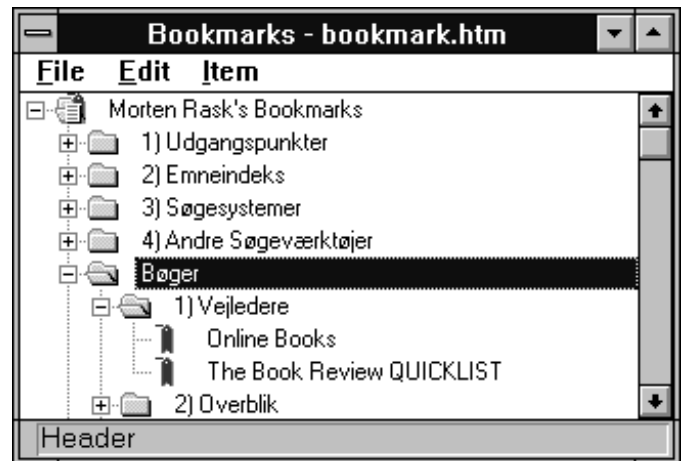 Bookmarks - bookmark.htm
File Edit Item
Morten Rask's Bookmarks
1) Udgangspunkter
2) Emneindeks
3) Søgesystemer
4) Andre Søgeværktøjer
Bøger
1) Vejledere
Online Books
The Book Review QUICKLIST
2) Overblik
Header